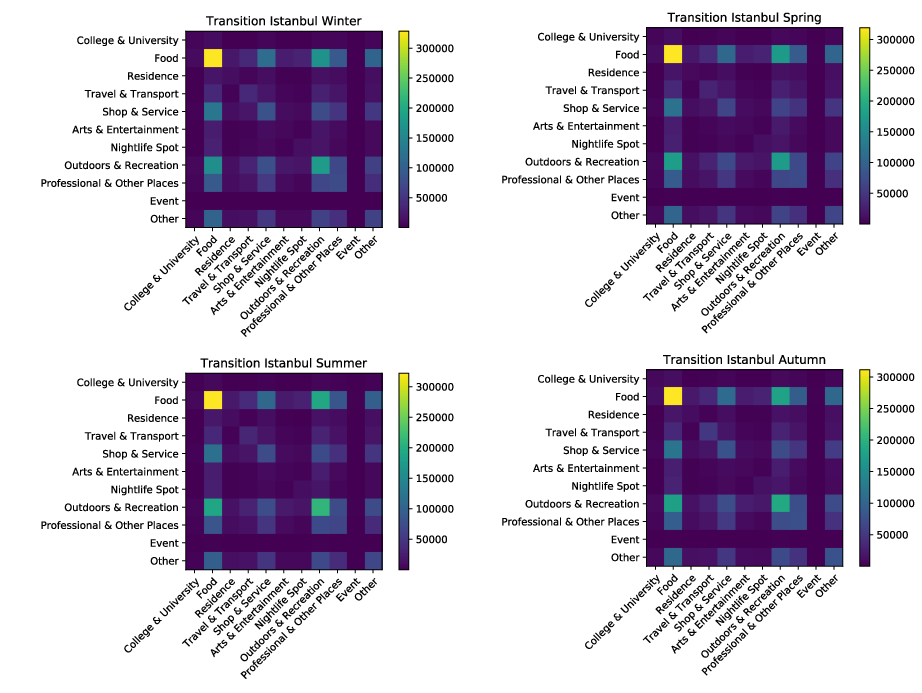 Transition Istanbul Winter
College & University
Food
Residence
Travel & Transport
Shop & Service
Arts & Entertainment
Nightlife Spot
Outdoors & Recreation
Professional & Other Places
Event
Other
College & University
Food
Residence
Travel & Transport
Shop & Service
Arts & Entertainment
Nightlife Spot
Outdoors & Recreation
Professional & Other Places
Event
Other
300000
250000
200000
150000
100000
50000
Transition Istanbul Spring
College & University
Food
Residence
Travel & Transport
Shop & Service
Arts & Entertainment
Nightlife Spot
Outdoors & Recreation
Professional & Other Places
Event
Other
College & University
Food
Residence
Travel & Transport
Shop & Service
Arts & Entertainment
Nightlife Spot
Outdoors & Recreation
Professional & Other Places
Event
Other
300000
250000
200000
150000
100000
50000
Transition Istanbul Summer
College & University
Food
Residence
Travel & Transport
Shop & Service
Arts & Entertainment
Nightlife Spot
Outdoors & Recreation
Professional & Other Places
Event
Other
College & University
Food
Residence
Travel & Transport
Shop & Service
Arts & Entertainment
Nightlife Spot
Outdoors & Recreation
Professional & Other Places
Event
Other
300000
250000
200000
150000
100000
50000
Transition Istanbul Autumn
College & University
Food
Residence
Travel & Transport
Shop & Service
Arts & Entertainment
Nightlife Spot
Outdoors & Recreation
Professional & Other Places
Event
Other
College & University
Food
Residence
Travel & Transport
Shop & Service
Arts & Entertainment
Nightlife Spot
Outdoors & Recreation
Professional & Other Places
Event
Other
300000
250000
200000
150000
100000
50000